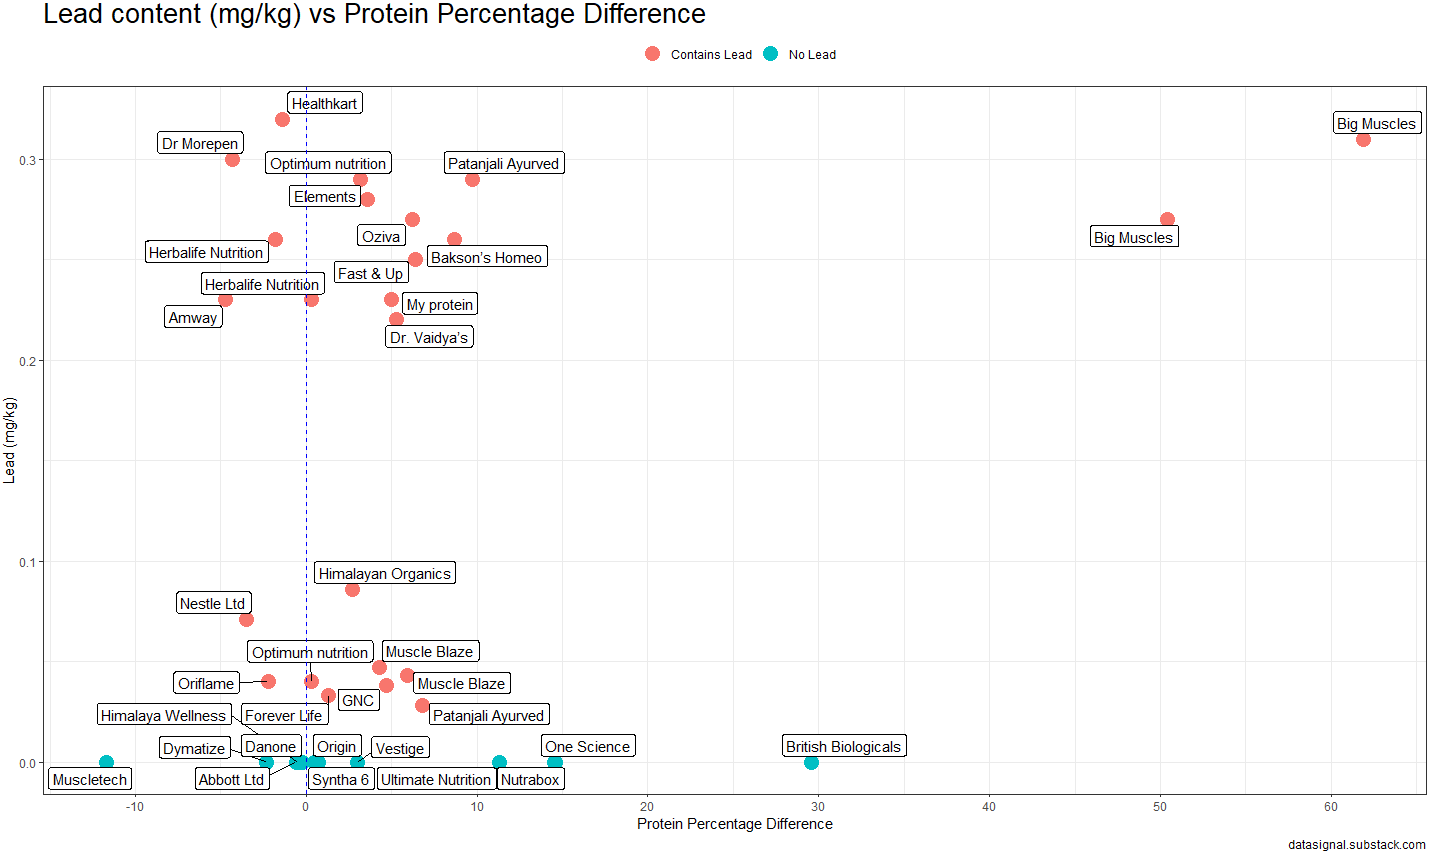 Lead content (mg/kg) vs Protein Percentage Difference
Contains Lead
No Lead
Healthkart
Big Muscles
Dr Morepen
Optimum nutrition
Patanjali Ayurved
Elements
Oziva
Big Muscles
Herbalife Nutrition
Bakson's Homeo
Fast & Up
Herbalife Nutrition
My protein
Amway
Dr. Vaidya's
Himalayan Organics
Nestle Ltd
Optimum nutrition
Muscle Blaze
Oriflame
Muscle Blaze
GNC
Himalaya Wellness
Forever Life
Patanjali Ayurved
Dymatize
Danone
Origin
Vestige
One Science
British Biologicals
Muscletech
Abbott Ltd
Syntha 6
Ultimate Nutrition
Nutrabox
0.3
0.2
0.1
0.0
Lead (mg/kg)
-10
0
10
20
30
40
50
60
Protein Percentage Difference
datasignal.substack.com